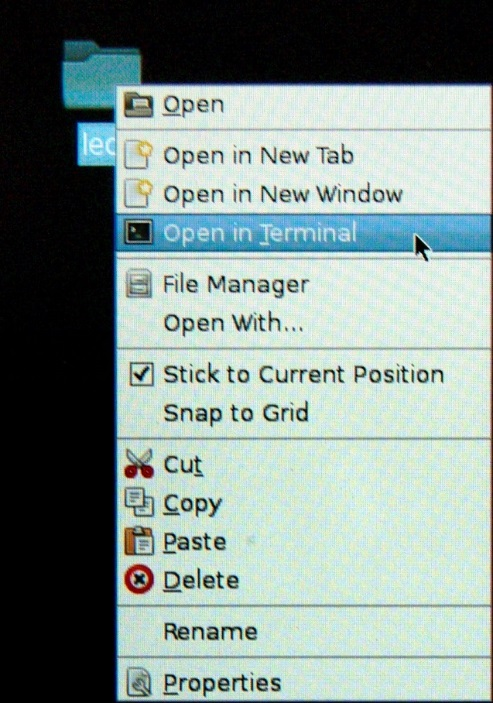 Open
Open in New Tab
Open in New Window
Open in Terminal
File Manager
Open With...
Stick to Current Position
Snap to Grid
Cut
Copy
Paste
Delete
Rename
Properties